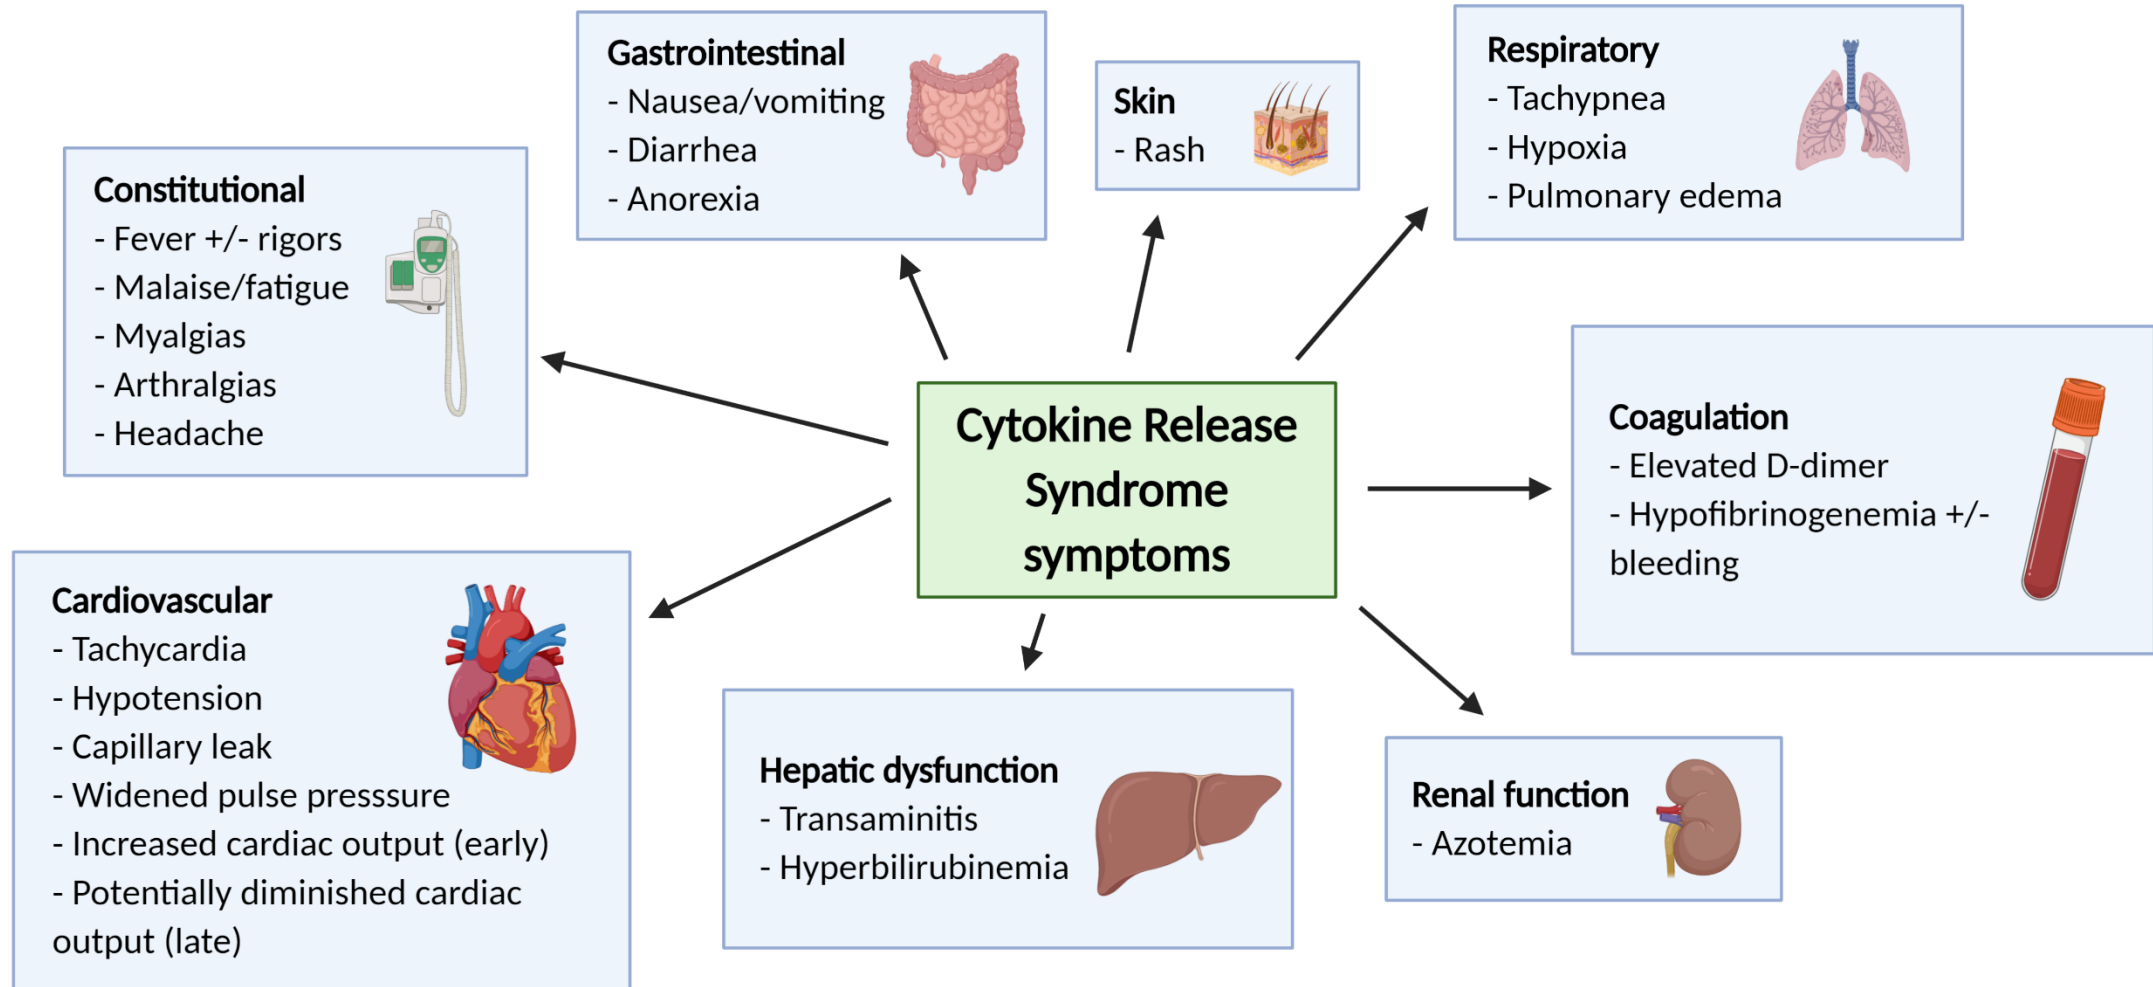 Gastrointestinal
- Nausea/vomiting
- Diarrhea
- Anorexia
Skin
- Rash
Respiratory
- Tachypnea
- Hypoxia
- Pulmonary edema
Constitutional
- Fever +/- rigors
- Malaise/fatigue
- Myalgias
- Arthralgias
- Headache
Cytokine Release
Syndrome
symptoms
Coagulation
- Elevated D-dimer
- Hypofibrinogenemia +/-
bleeding
Cardiovascular
- Tachycardia
- Hypotension
- Capillary leak
- Widened pulse presssure
- Increased cardiac output (early)
- Potentially diminished cardiac
output (late)
Hepatic dysfunction
- Transaminitis
- Hyperbilirubinemia
Renal function
- Azotemia